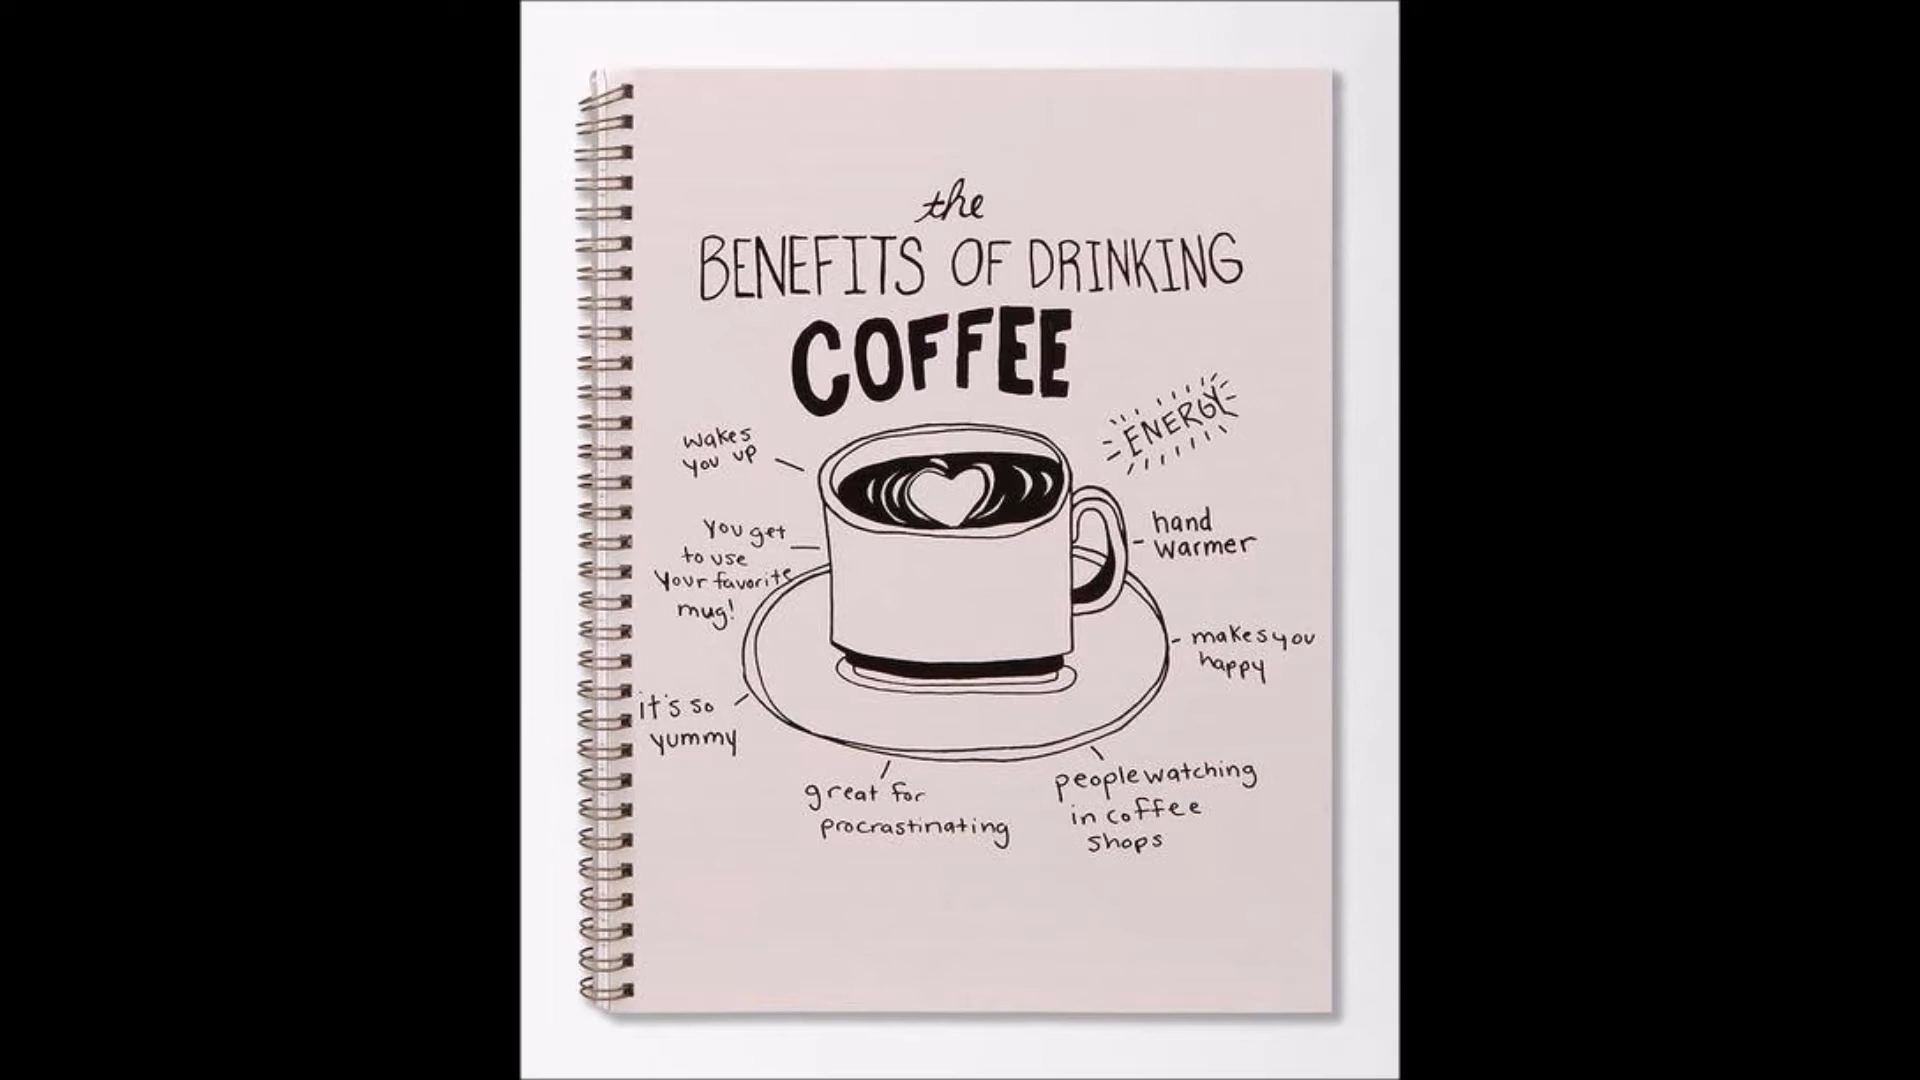 the
BENEFITS OF DRINKING
COFFEE
ENERGY
wakes
you up
hand
warmer
You get
to use
Your favorite
mug!
makes you
happy
it's so
yummy
great for
procrastinating
people watching
in coffee
shops